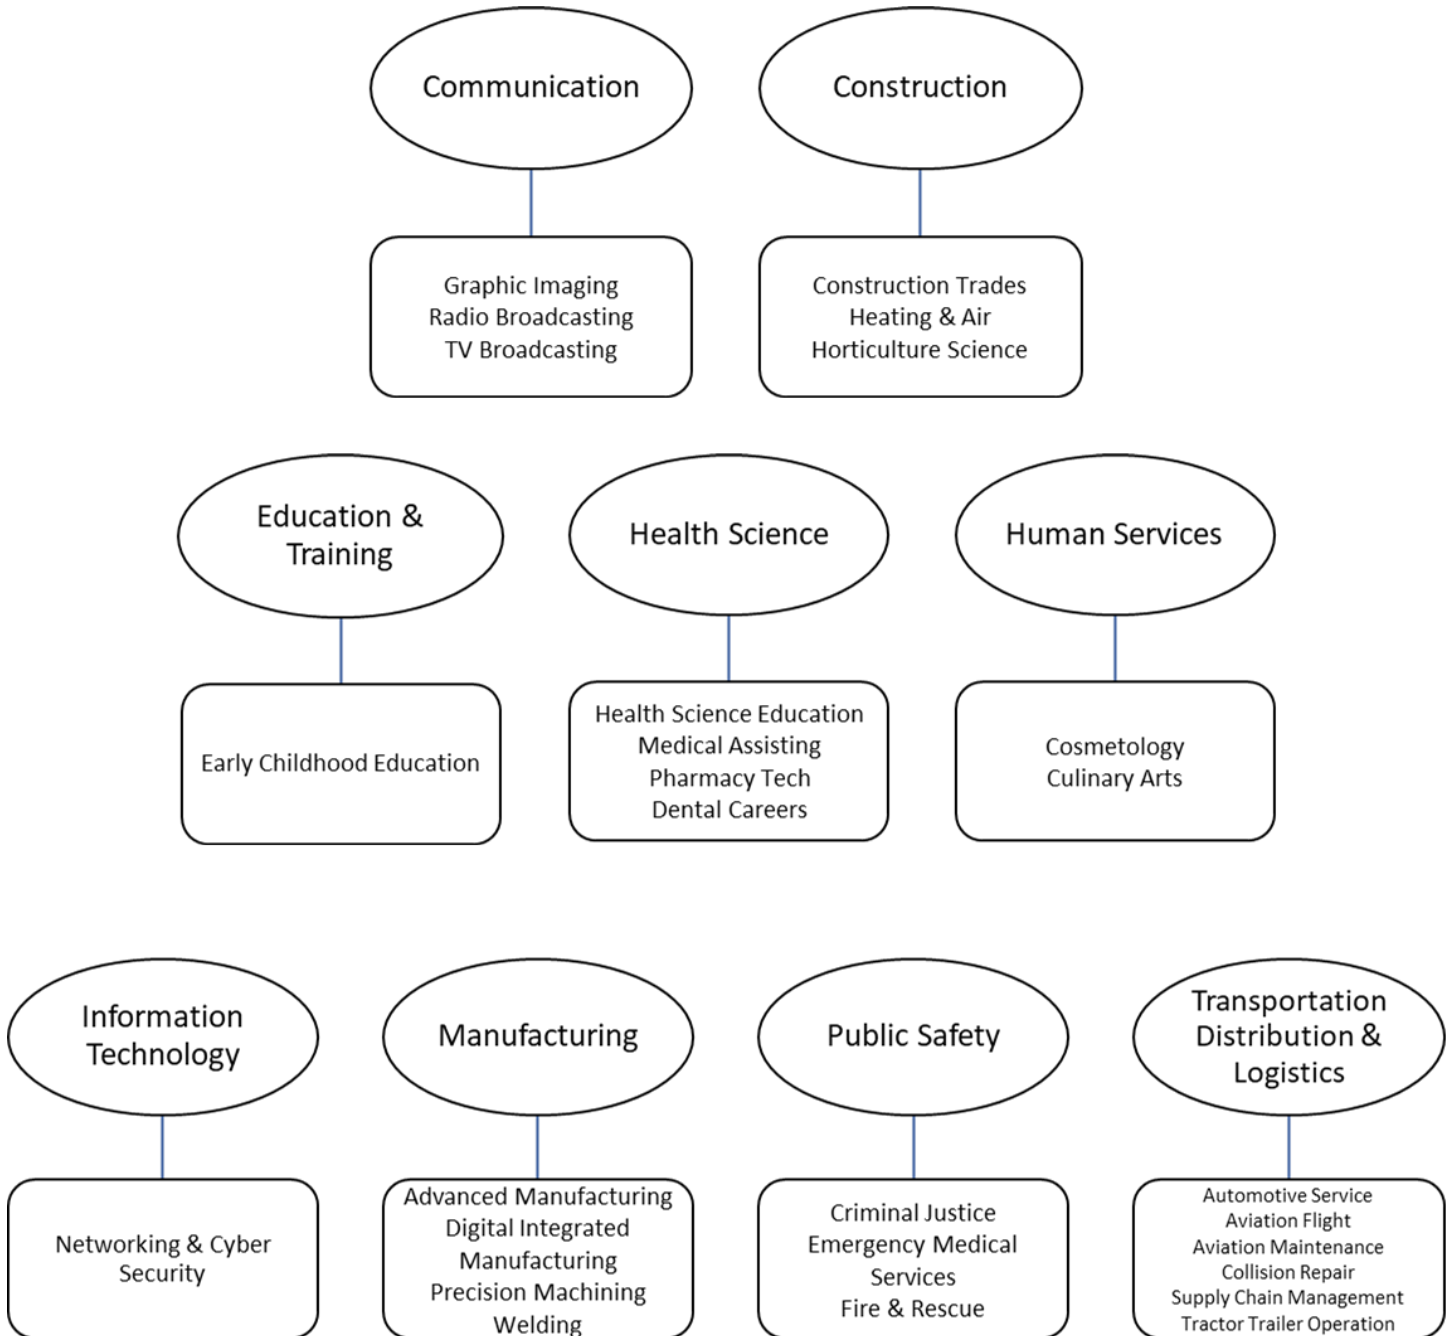 Communication
Construction
Graphic Imaging
Radio Broadcasting
TV Broadcasting
Construction Trades
Heating & Air
Horticulture Science
Education &
Training
Health Science
Human Services
Early Childhood Education
Health Science Education
Medical Assisting
Pharmacy Tech
Dental Careers
Cosmetology
Culinary Arts
Information
Technology
Manufacturing
Public Safety
Transportation
Distribution &
Logistics
Networking & Cyber
Security
Advanced Manufacturing
Digital Integrated
Manufacturing
Precision Machining
Welding
Criminal Justice
Emergency Medical
Services
Fire & Rescue
Automotive Service
Aviation Flight
Aviation Maintenance
Collision Repair
Supply Chain Management
Tractor Trailer Operation